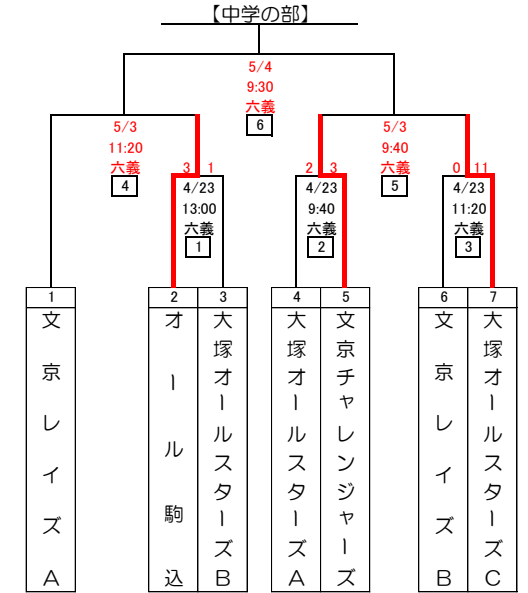 【中学の部】
5/4
9:30
六義
6
5/3
11:20
六義
4
5/3
9:40
六義
5
3 1
4/23
13:00
六義
1
2 3
4/23
9:40
六義
2
0 11
4/23
11:20
六義
3
1
文京レイズA
2
オール駒込
3
大塚オールスターズB
4
大塚オールスターズA
5
文京チャレンジャーズ
6
文京レイズB
7
大塚オールスターズC